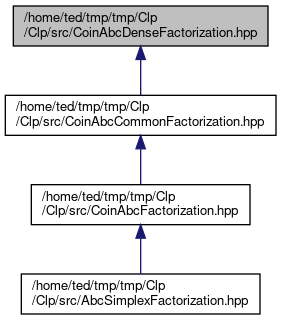 /home/ted/tmp/tmp/Clp
/Clp/src/CoinAbcDenseFactorization.hpp
/home/ted/tmp/tmp/Clp
/Clp/src/CoinAbcCommonFactorization.hpp
/home/ted/tmp/tmp/Clp
/Clp/src/CoinAbcFactorization.hpp
/home/ted/tmp/tmp/Clp
/Clp/src/AbcSimplexFactorization.hpp